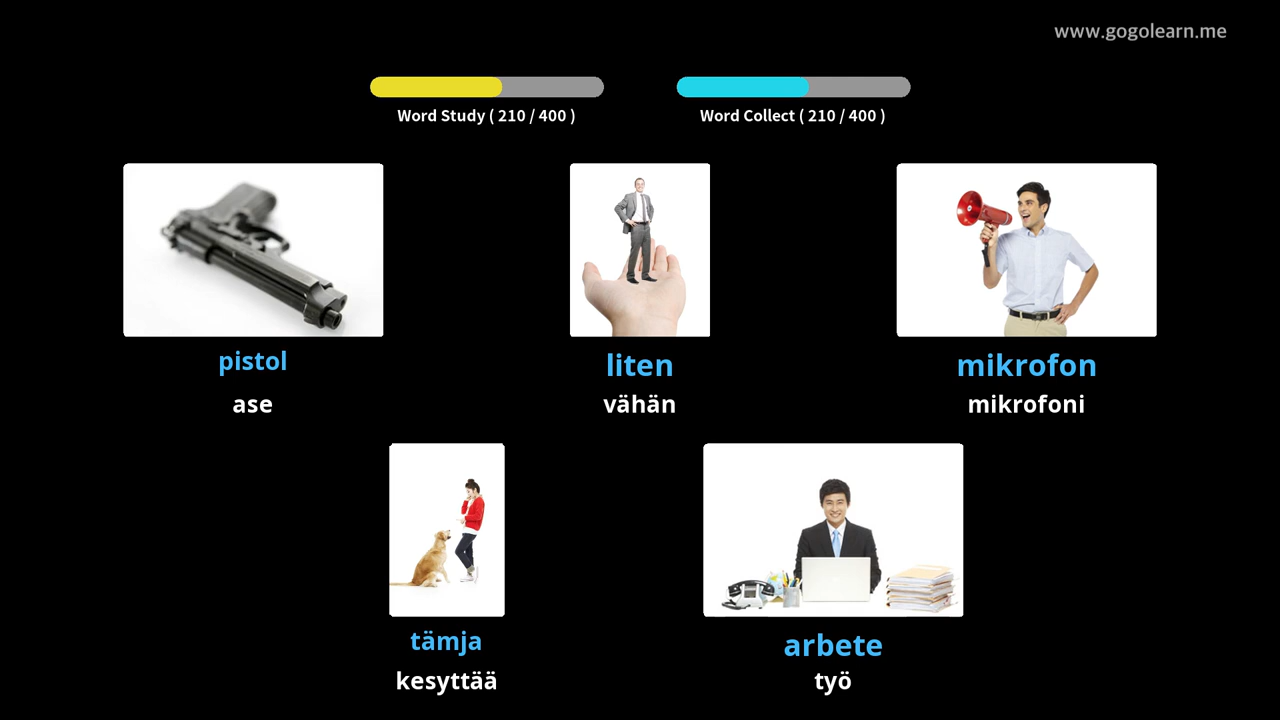 www.gogolearn.me
Word Study ( 210 / 400 )
Word Collect ( 210 / 400 )
pistol
ase
liten
vähän
mikrofon
mikrofoni
tämja
kesyttää
arbete
työ